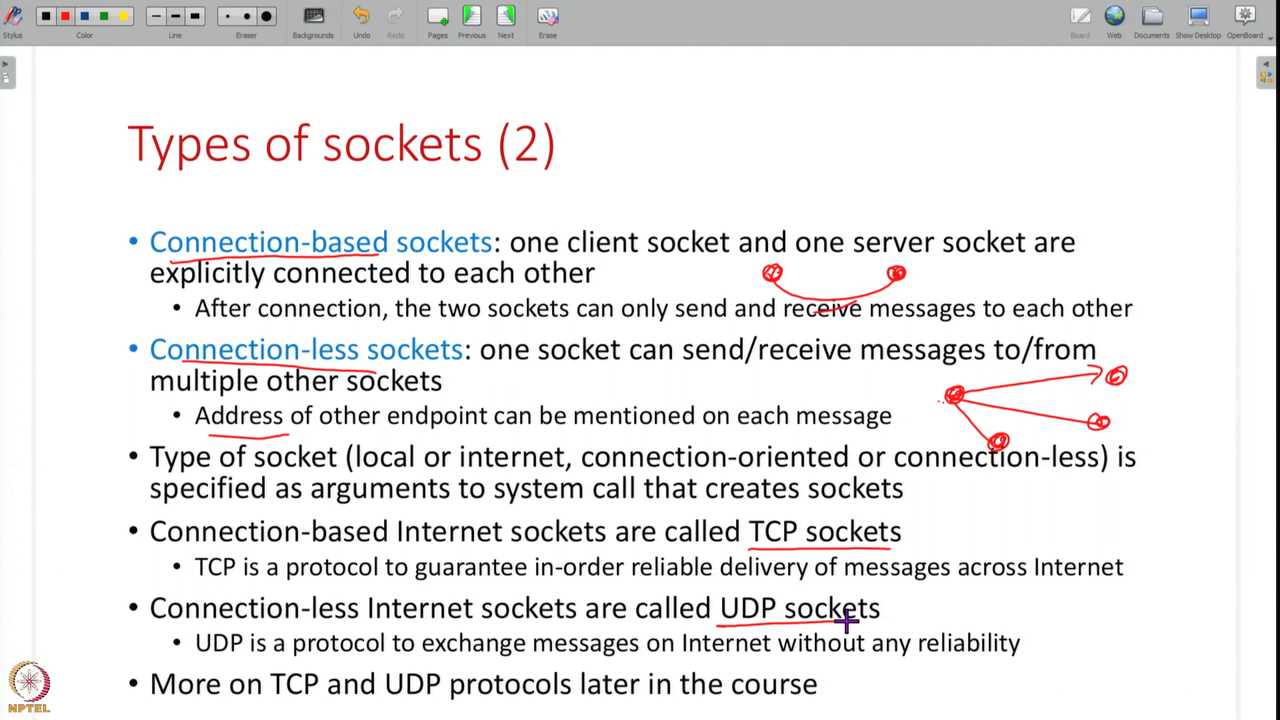 Stylus
Color
Line
Eraser
Backgrounds
Undo
Redo
Pages
Previous
Next
Erase
Board
Web
Documents
Show Desktop
OpenBoard
Types of sockets (2)
• Connection-based sockets: one client socket and one server socket are
explicitly connected to each other
• After connection, the two sockets can only send and receive messages to each other
• Connection-less sockets: one socket can send/receive messages to/from
multiple other sockets
• Address of other endpoint can be mentioned on each message
• Type of socket (local or internet, connection-oriented or connection-less) is
specified as arguments to system call that creates sockets
• Connection-based Internet sockets are called TCP sockets
• TCP is a protocol to guarantee in-order reliable delivery of messages across Internet
• Connection-less Internet sockets are called UDP sockets
• UDP is a protocol to exchange messages on Internet without any reliability
• More on TCP and UDP protocols later in the course
NPTEL